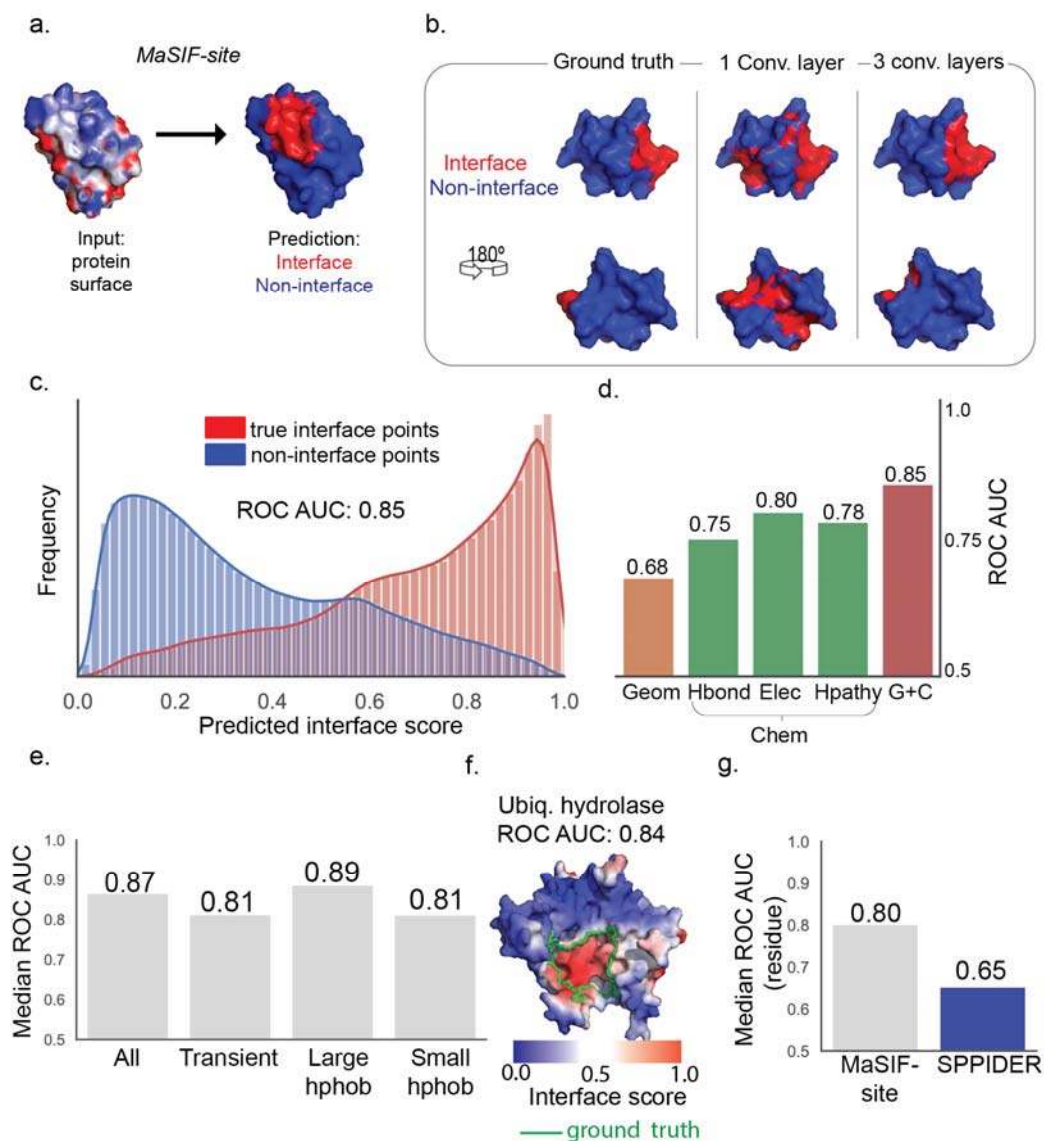 a.
MaSIF-site
Input:
protein
surface
Prediction:
Interface
Non-interface
b.
Ground truth
1 Conv. layer
3 conv. layers
Interface
Non-interface
180º
c.
true interface points
non-interface points
ROC AUC: 0.85
Frequency
0.0 0.2 0.4 0.6 0.8 1.0
Predicted interface score
d.
1.0
0.75
0.5
ROC AUC
0.68
0.75
0.80
0.78
0.85
Geom Hbond Elec Hpathy G+C
Chem
e.
Median ROC AUC
1.0
0.9
0.8
0.7
0.6
0.5
0.87
0.81
0.89
0.81
All
Transient
Large
hphob
Small
hphob
f.
Ubiq. hydrolase
ROC AUC: 0.84
0.0 0.5 1.0
Interface score
ground truth
g.
Median ROC AUC
(residue)
1.0
0.9
0.8
0.7
0.6
0.5
0.80
0.65
MaSIF-
site
SPPIDER